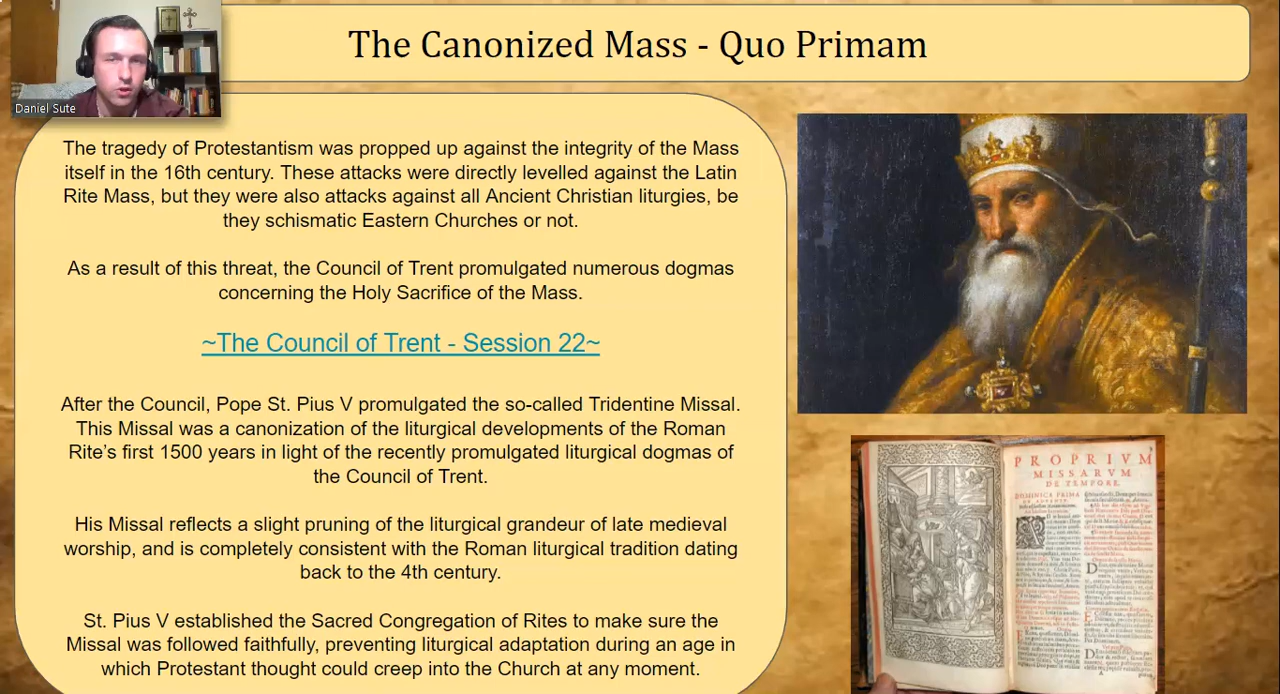 The Canonized Mass - Quo Primam
Daniel Sute
The tragedy of Protestantism was propped up against the integrity of the Mass
itself in the 16th century. These attacks were directly levelled against the Latin
Rite Mass, but they were also attacks against all Ancient Christian liturgies, be
they schismatic Eastern Churches or not.
As a result of this threat, the Council of Trent promulgated numerous dogmas
concerning the Holy Sacrifice of the Mass.
~The Council of Trent - Session 22~
After the Council, Pope St. Pius V promulgated the so-called Tridentine Missal.
This Missal was a canonization of the liturgical developments of the Roman
Rite's first 1500 years in light of the recently promulgated liturgical dogmas of
the Council of Trent.
His Missal reflects a slight pruning of the liturgical grandeur of late medieval
worship, and is completely consistent with the Roman liturgical tradition dating
back to the 4th century.
St. Pius V established the Sacred Congregation of Rites to make sure the
Missal was followed faithfully, preventing liturgical adaptation during an age in
which Protestant thought could creep into the Church at any moment.
PROPRIVM
MISSARVM
DE TEMPORE.